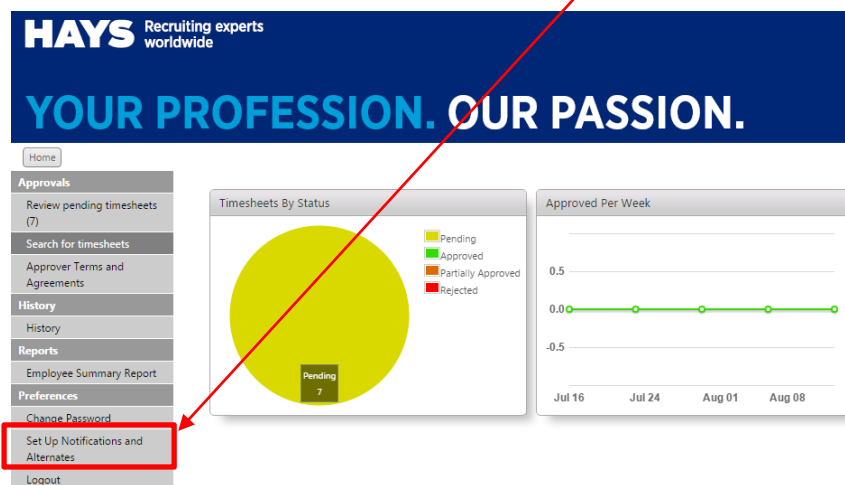 HAYS Recruiting experts
worldwide
YOUR PROFESSION. OUR PASSION.
Home
Approvals
Review pending timesheets
(7)
Search for timesheets
Approver Terms and
Agreements
History
History
Reports
Employee Summary Report
Preferences
Change Password
Set Up Notifications and
Alternates
Logout
Timesheets By Status
Pending
Approved
Partially Approved
Rejected
Pending
7
Approved Per Week
0.5
0.0
-0.5
Jul 16 Jul 24 Aug 01 Aug 08